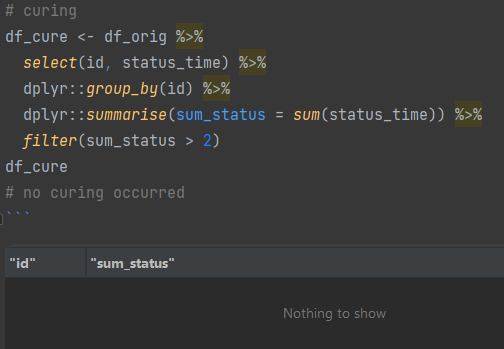 # curing
df_cure <- df_orig %>%
  select(id, status_time) %>%
  dplyr::group_by(id) %>%
  dplyr::summarise(sum_status = sum(status_time)) %>%
  filter(sum_status > 2)
df_cure
# no curing occurred
```
"id" "sum_status"
Nothing to show